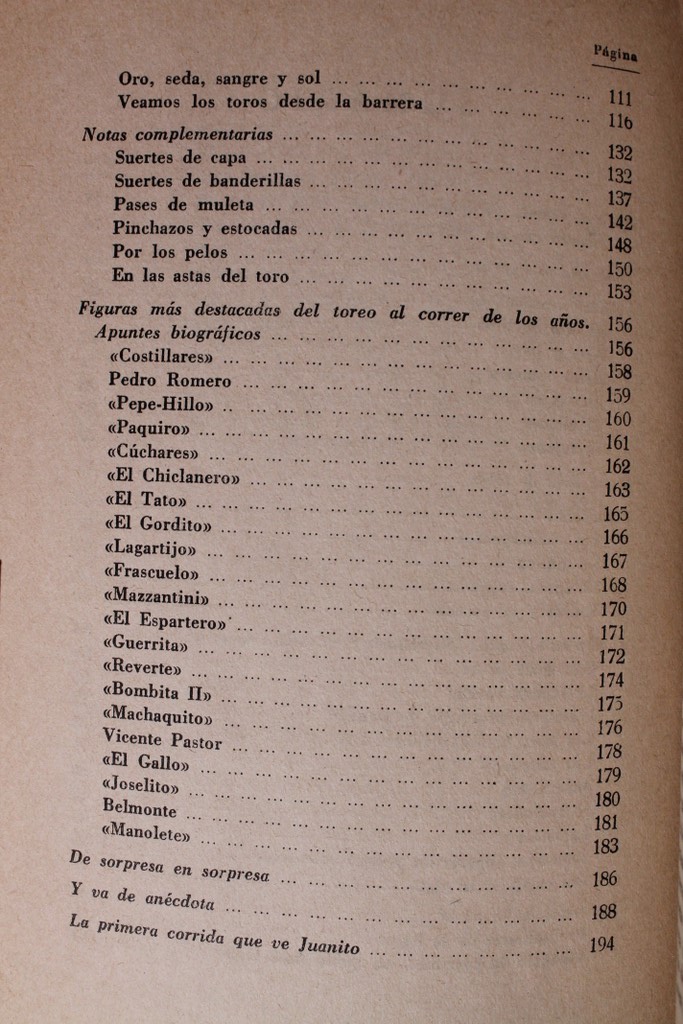 Página
Oro, seda, sangre y sol ... ... ... ... ... ... ... ... ... ... 111
Veamos los toros desde la barrera ... ... ... ... ... ... 116
Notas complementarias ... ... ... ... ... ... ... ... ... ... ... 132
Suertes de capa ... ... ... ... ... ... ... ... ... ... ... ... 132
Suertes de banderillas ... ... ... ... ... ... ... ... ... ... 137
Pases de muleta ... ... ... ... ... ... ... ... ... ... ... ... 142
Pinchazos y estocadas ... ... ... ... ... ... ... ... ... ... 148
Por los pelos ... ... ... ... ... ... ... ... ... ... ... ... 150
En las astas del toro ... ... ... ... ... ... ... ... ... ... 153
Figuras más destacadas del toreo al correr de los años. 156
Apuntes biográficos ... ... ... ... ... ... ... ... ... ... ... 156
«Costillares» ... ... ... ... ... ... ... ... ... ... ... ... ... 158
Pedro Romero ... ... ... ... ... ... ... ... ... ... ... ... 159
«Pepe-Hillo» .. ... ... ... ... ... ... ... ... ... ... ... ... 160
«Paquiro» ... ... ... ... ... ... ... ... ... ... ... ... ... ... 161
«Cúchares» ... ... ... ... ... ... ... ... ... ... ... ... ... 162
«El Chiclanero» ... ... ... ... ... ... ... ... ... ... ... ... 163
«El Tato» ... ... ... ... ... ... ... ... ... ... ... ... ... ... 165
«El Gordito» ... ... ... ... ... ... ... ... ... ... ... ... ... 166
«Lagartijo» ... ... ... ... ... ... ... ... ... ... ... ... ... 167
«Frascuelo» ... ... ... ... ... ... ... ... ... ... ... ... ... 168
«Mazzantini» ... ... ... ... ... ... ... ... ... ... ... ... ... 170
«El Espartero» ... ... ... ... ... ... ... ... ... ... ... ... 171
«Guerrita» ... ... ... ... ... ... ... ... ... ... ... ... ... ... 172
«Reverte» ... ... ... ... ... ... ... ... ... ... ... ... ... ... 174
«Bombita II» ... ... ... ... ... ... ... ... ... ... ... ... ... 175
«Machaquito» ... ... ... ... ... ... ... ... ... ... ... ... ... 176
Vicente Pastor ... ... ... ... ... ... ... ... ... ... ... ... 178
«El Gallo» ... ... ... ... ... ... ... ... ... ... ... ... ... ... 179
«Joselito» ... ... ... ... ... ... ... ... ... ... ... ... ... ... 180
Belmonte ... ... ... ... ... ... ... ... ... ... ... ... ... ... 181
«Manolete» ... ... ... ... ... ... ... ... ... ... ... ... ... 183
De sorpresa en sorpresa ... ... ... ... ... ... ... ... ... ... 186
Y va de anécdota ... ... ... ... ... ... ... ... ... ... ... ... 188
La primera corrida que ve Juanito ... ... ... ... ... ... ... 194